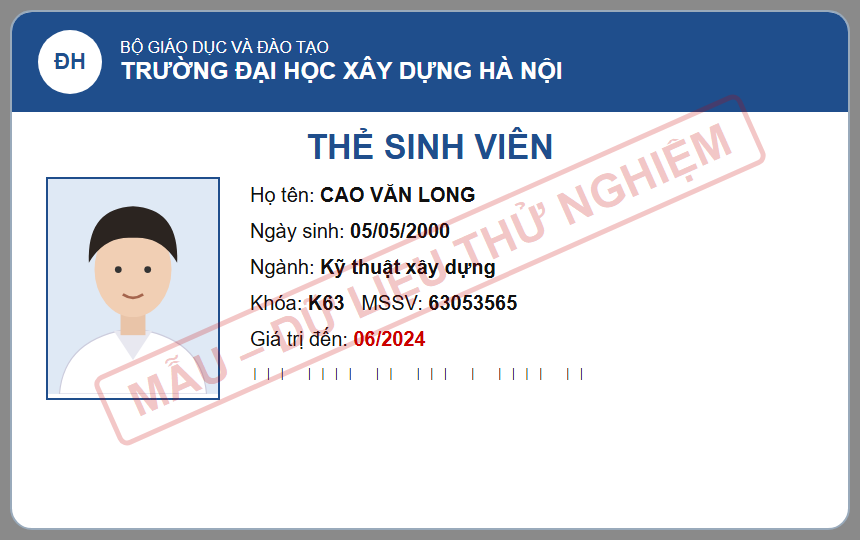 ĐH
BỘ GIÁO DỤC VÀ ĐÀO TẠO
TRƯỜNG ĐẠI HỌC XÂY DỰNG HÀ NỘI
THẺ SINH VIÊN
Họ tên: CAO VĂN LONG
Ngày sinh: 05/05/2000
Ngành: Kỹ thuật xây dựng
Khóa: K63 MSSV: 63053565
Giá trị đến: 06/2024
MẪU – DỮ LIỆU THỬ NGHIỆM